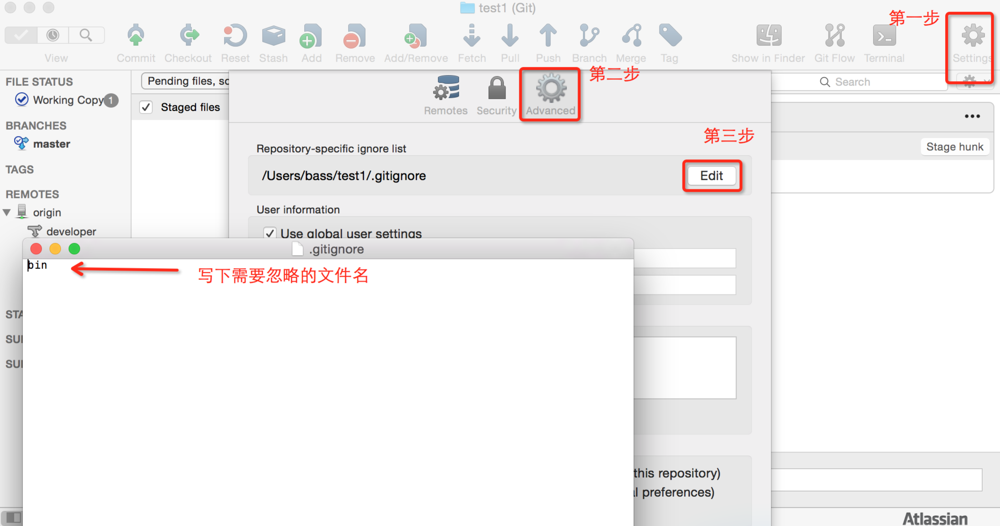 test1 (Git)
第一步
View
Commit
Checkout
Reset
Stash
Add
Remove
Add/Remove
Fetch
Pull
Push
Branch
Merge
Tag
Show in Finder
Git Flow
Terminal
Settings
第二步
FILE STATUS
Working Copy 1
BRANCHES
master
TAGS
REMOTES
origin
developer
Pending files, so
Staged files
Remotes
Security
Advanced
Search
第三步
Stage hunk
Repository-specific ignore list
/Users/bass/test1/.gitignore
Edit
User information
Use global user settings
.gitignore
bin
写下需要忽略的文件名
STA
this repository)
preferences)
Atlassian